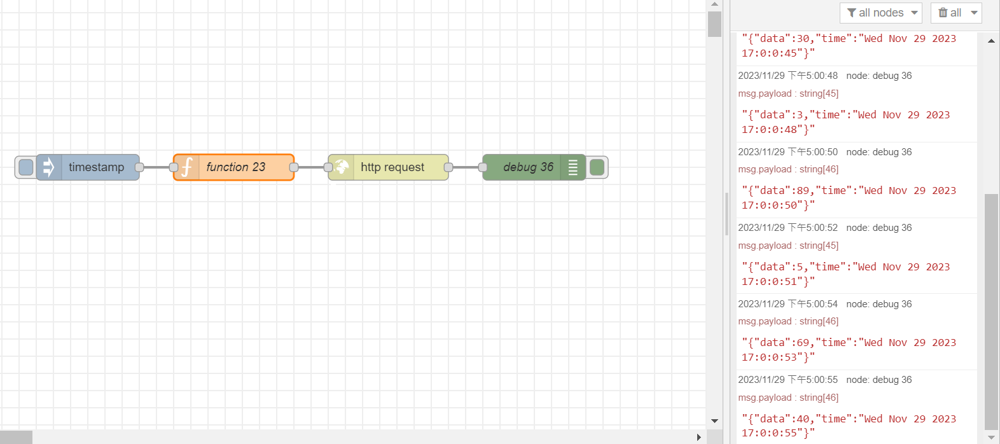 all nodes
all
timestamp
function 23
http request
debug 36
"{"data":30,"time":"Wed Nov 29 2023
17:0:0:45"}"
2023/11/29 下午5:00:48 node: debug 36
msg.payload : string[45]
"{"data":3,"time":"Wed Nov 29 2023
17:0:0:48"}"
2023/11/29 下午5:00:50 node: debug 36
msg.payload : string[46]
"{"data":89,"time":"Wed Nov 29 2023
17:0:0:50"}"
2023/11/29 下午5:00:52 node: debug 36
msg.payload : string[45]
"{"data":5,"time":"Wed Nov 29 2023
17:0:0:51"}"
2023/11/29 下午5:00:54 node: debug 36
msg.payload : string[46]
"{"data":69,"time":"Wed Nov 29 2023
17:0:0:53"}"
2023/11/29 下午5:00:55 node: debug 36
msg.payload : string[46]
"{"data":40,"time":"Wed Nov 29 2023
17:0:0:55"}"